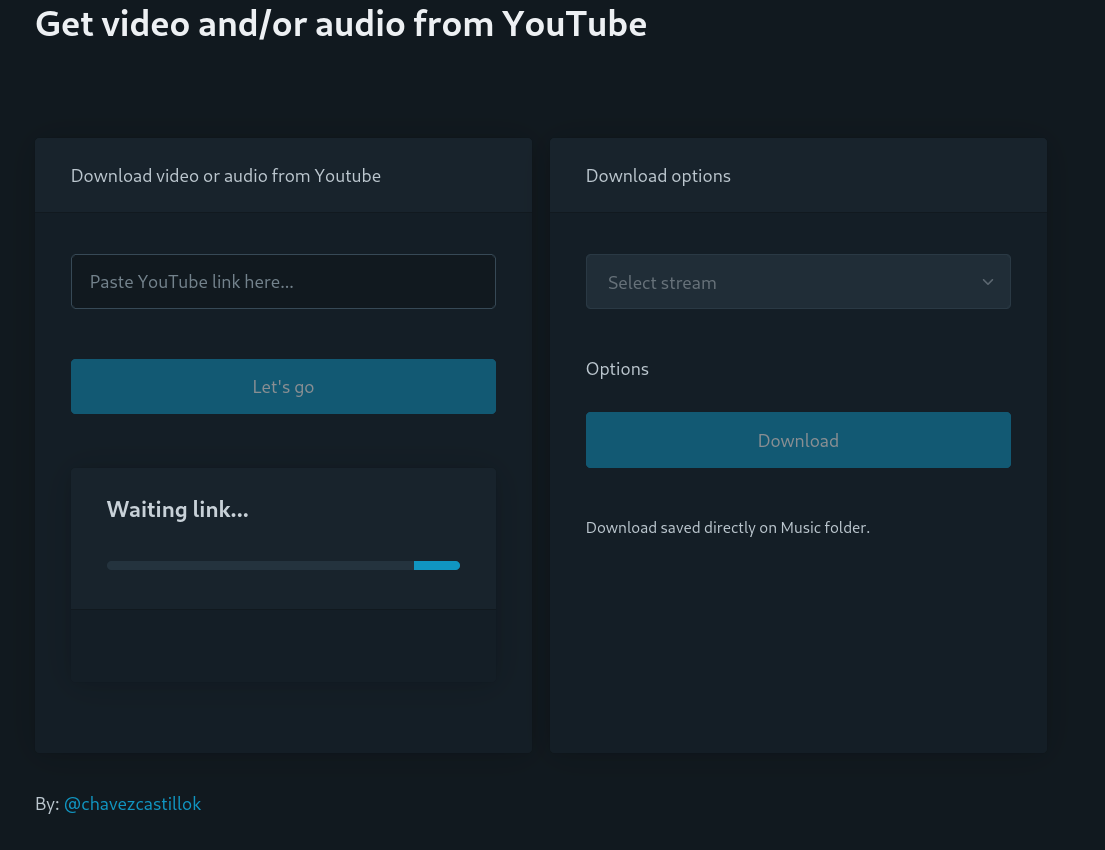 Get video and/or audio from YouTube
Download video or audio from Youtube
Paste YouTube link here...
Let's go
Waiting link...
Download options
Select stream
Options
Download
Download saved directly on Music folder.
By: @chavezcastillok